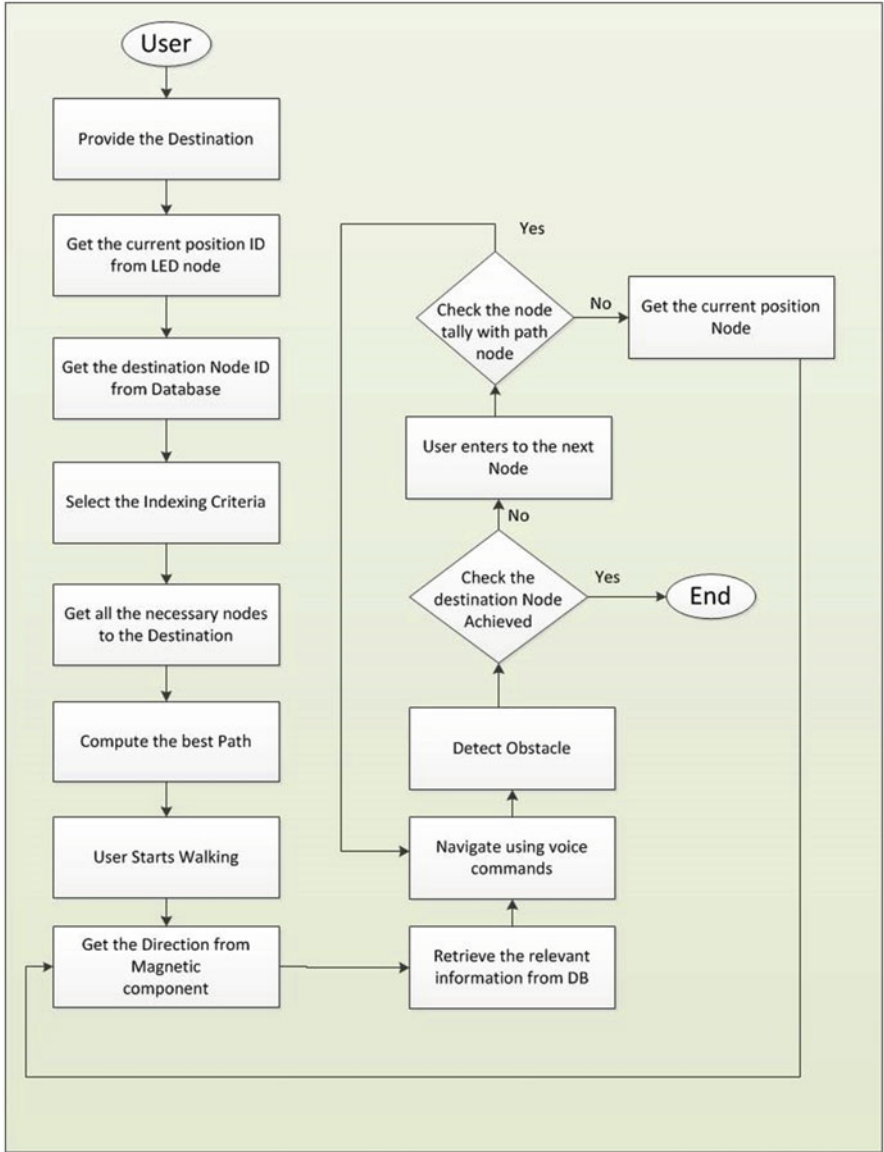 User
Provide the Destination
Get the current position ID
from LED node
Get the destination Node ID
from Database
Select the Indexing Criteria
Get all the necessary nodes
to the Destination
Compute the best Path
User Starts Walking
Get the Direction from
Magnetic
component
Retrieve the relevant
information from DB
Navigate using voice
commands
Detect Obstacle
Check the
destination Node
Achieved
Yes
End
No
User enters to the next
Node
Check the node
tally with path
node
Yes
No
Get the current position
Node